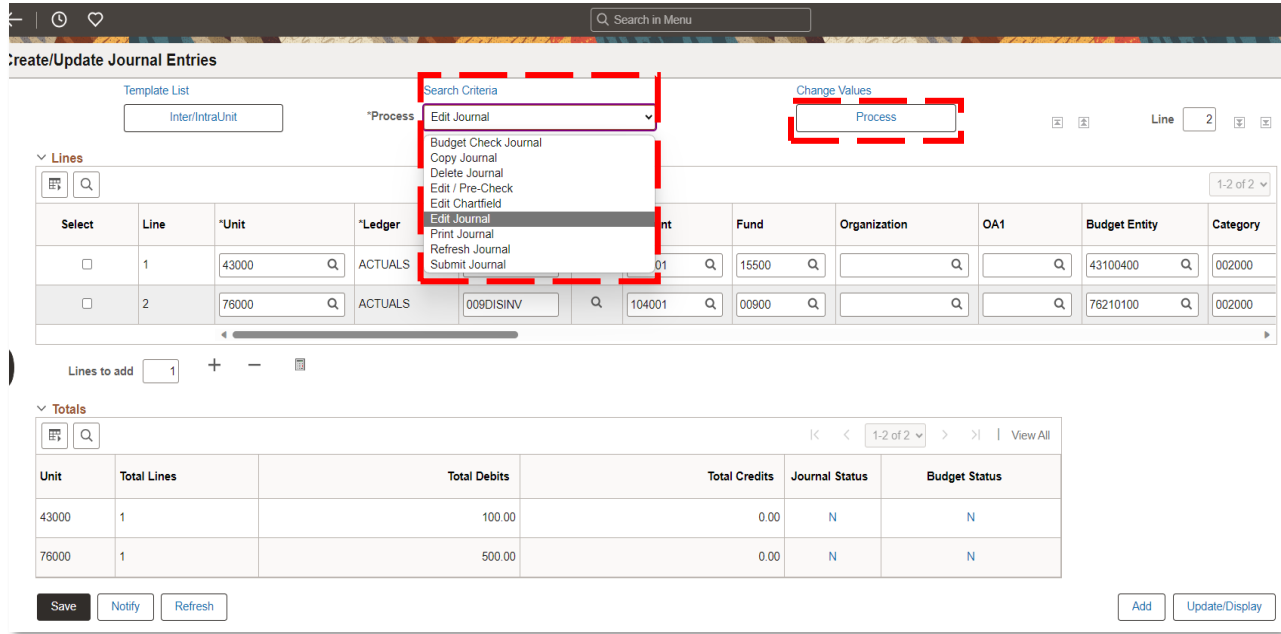 Search in Menu
Create/Update Journal Entries
Template List Search Criteria Change Values
Inter/IntraUnit *Process Edit Journal Process Line 2
Budget Check Journal
Copy Journal
Delete Journal
Edit / Pre-Check
Edit Chartfield
Edit Journal
Print Journal
Refresh Journal
Submit Journal
Lines
1-2 of 2
Select Line *Unit *Ledger nt Fund Organization OA1 Budget Entity Category
1 43000 ACTUALS 01 15500 43100400 002000
2 76000 ACTUALS 009DISINV 104001 00900 76210100 002000
Lines to add 1
Totals
1-2 of 2 View All
Unit Total Lines Total Debits Total Credits Journal Status Budget Status
43000 1 100.00 0.00 N N
76000 1 500.00 0.00 N N
Save Notify Refresh Add Update/Display